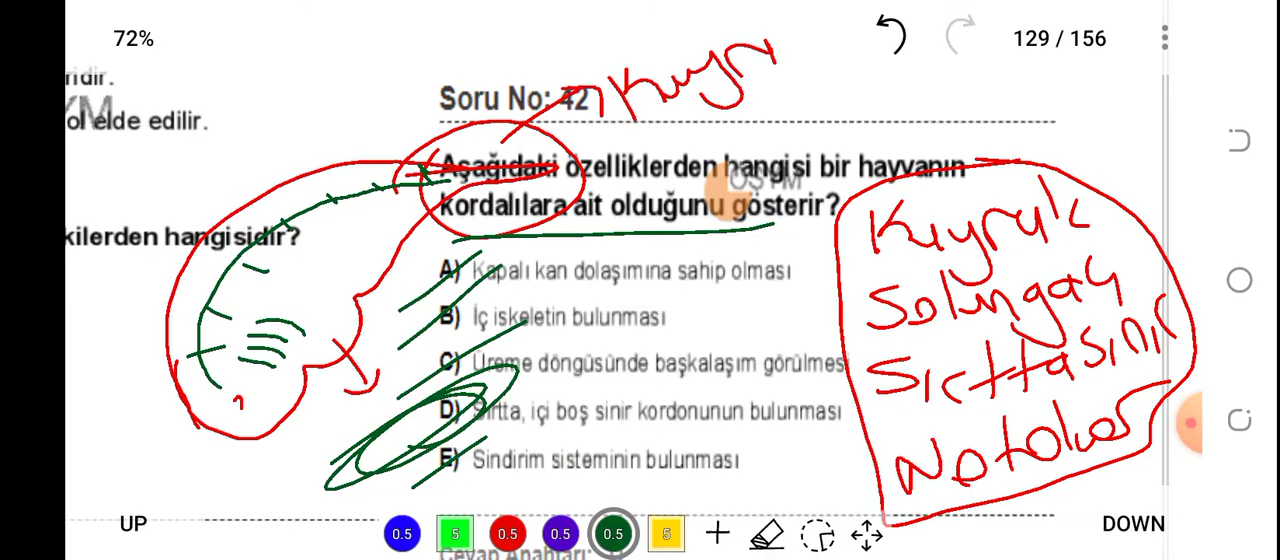 72%
129 / 156
ridir.
ol elde edilir.
Kuyr
Soru No: 42
Aşağıdaki özelliklerden hangisi bir hayvanın
ÖSYM
kordalılara ait olduğunu gösterir?
kilerden hangisidir?
A) Kapalı kan dolaşımına sahip olması
B) İç iskeletin bulunması
C) Üreme döngüsünde başkalaşım görülmesi
D) Sırtta, içi boş sinir kordonunun bulunması
E) Sindirim sisteminin bulunması
Kuyruk
Solungaç
Sırtta sinir
Notokor
UP
DOWN
0.5 5 0.5 0.5 0.5 5
Cevap Anahtarı: